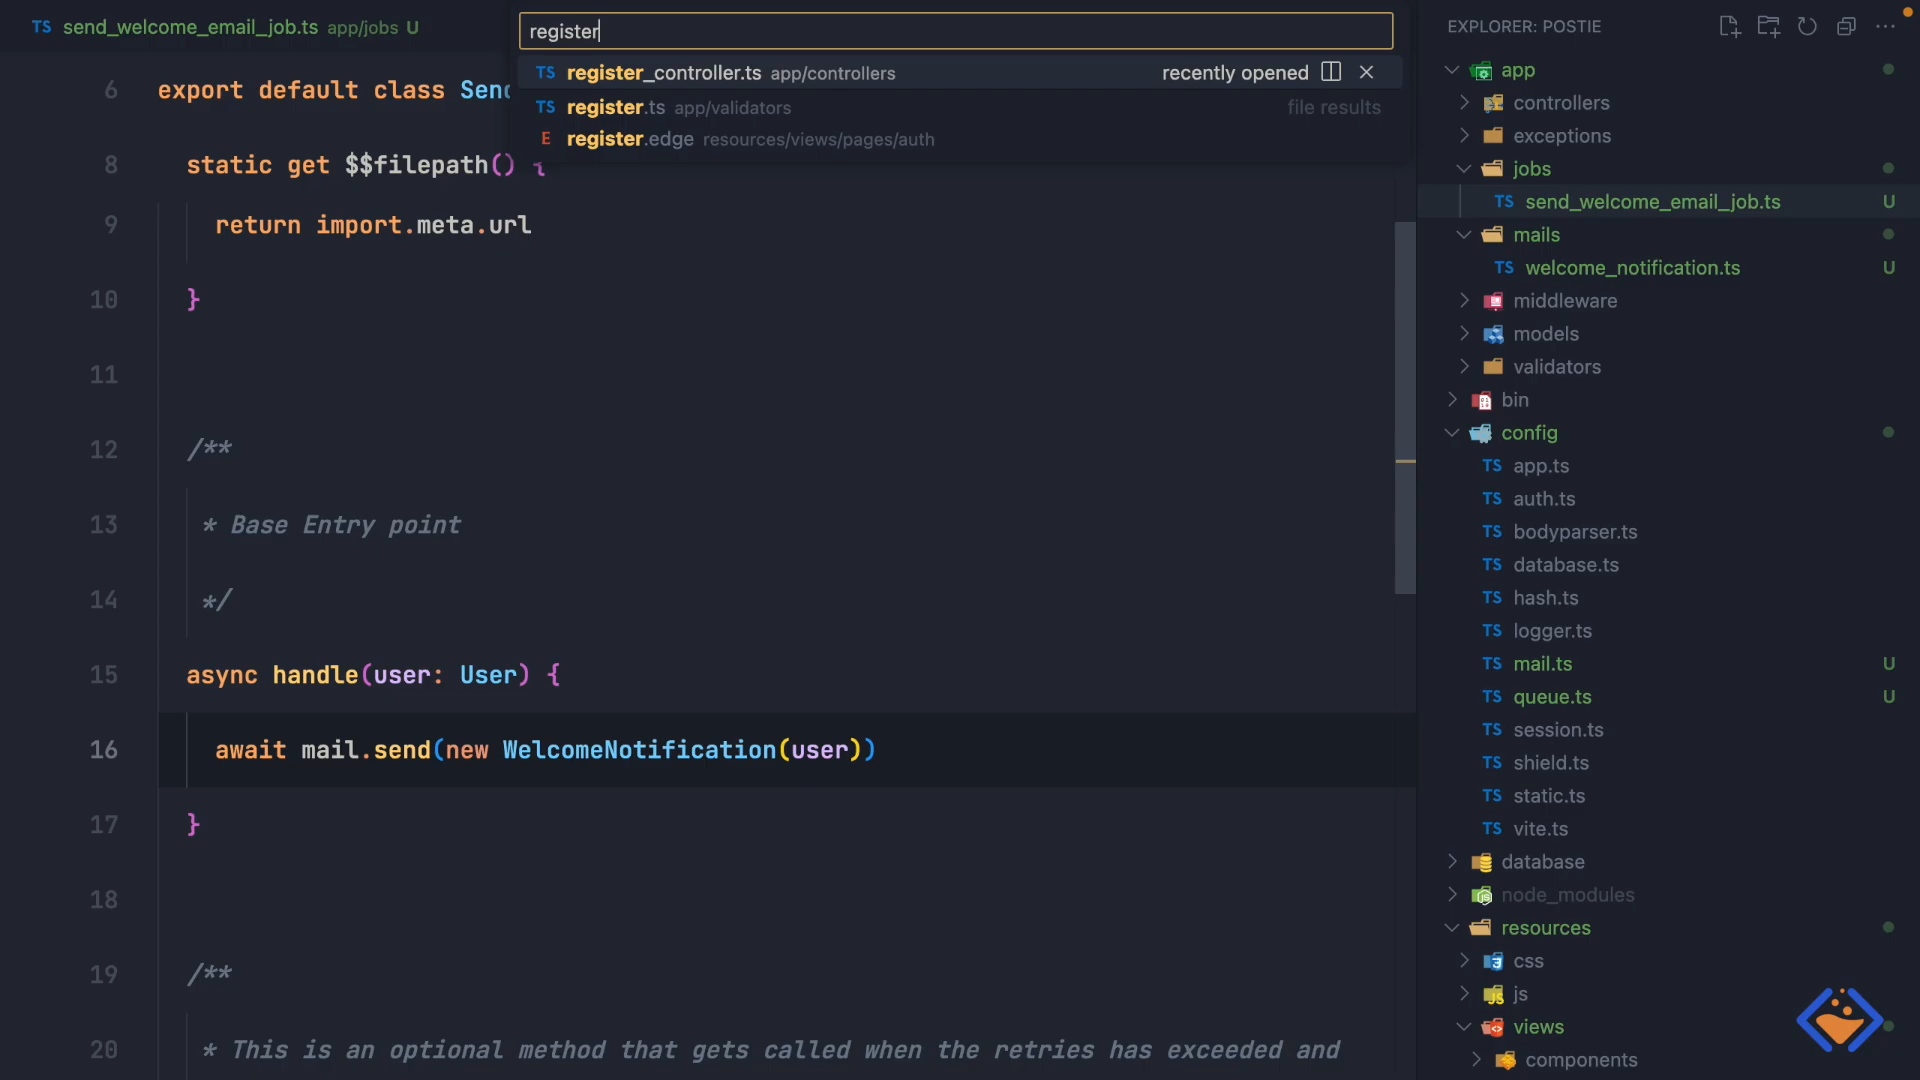 TS send_welcome_email_job.ts app/jobs U
register
TS register_controller.ts app/controllers recently opened
TS register.ts app/validators file results
E register.edge resources/views/pages/auth
6 export default class Send
8 static get $$filepath() {
9 return import.meta.url
10 }
11
12 /**
13 * Base Entry point
14 */
15 async handle(user: User) {
16 await mail.send(new WelcomeNotification(user))
17 }
18
19 /**
20 * This is an optional method that gets called when the retries has exceeded and
EXPLORER: POSTIE
app
controllers
exceptions
jobs
TS send_welcome_email_job.ts U
mails
TS welcome_notification.ts U
middleware
models
validators
bin
config
TS app.ts
TS auth.ts
TS bodyparser.ts
TS database.ts
TS hash.ts
TS logger.ts
TS mail.ts U
TS queue.ts U
TS session.ts
TS shield.ts
TS static.ts
TS vite.ts
database
node_modules
resources
css
js
views
components